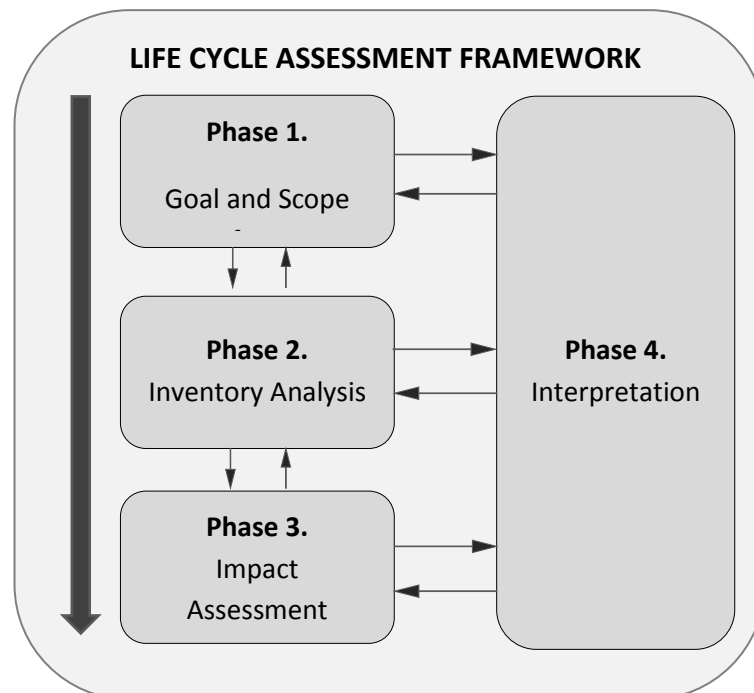 LIFE CYCLE ASSESSMENT FRAMEWORK
Phase 1.
Goal and Scope
Phase 2.
Inventory Analysis
Phase 3.
Impact
Assessment
Phase 4.
Interpretation